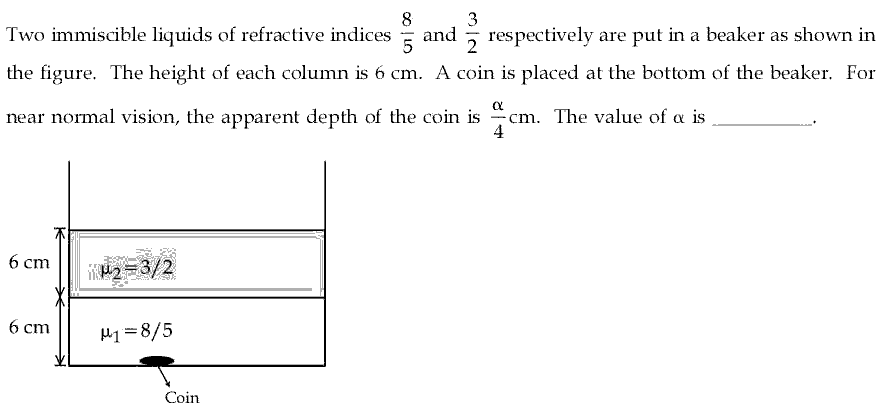 Two immiscible liquids of refractive indices 8/5 and 3/2 respectively are put in a beaker as shown in
the figure. The height of each column is 6 cm. A coin is placed at the bottom of the beaker. For
near normal vision, the apparent depth of the coin is α/4 cm. The value of α is __________.
6 cm
μ2=3/2
6 cm
μ1=8/5
Coin